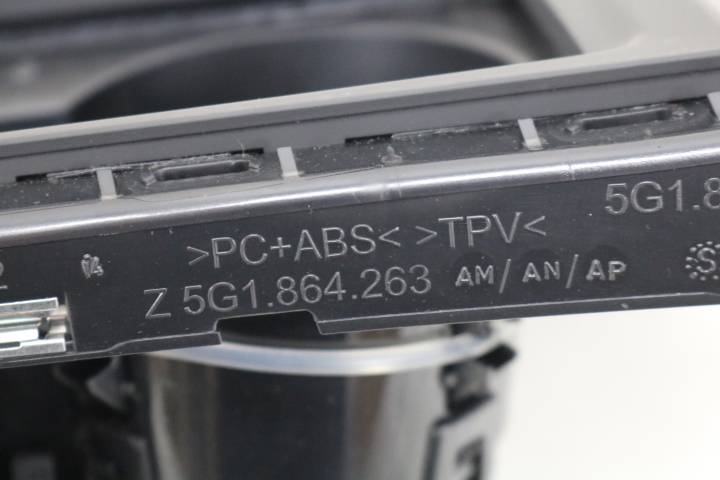 5G1.8
>PC+ABS< >TPV<
Z 5G1.864.263 AM/AN/AP